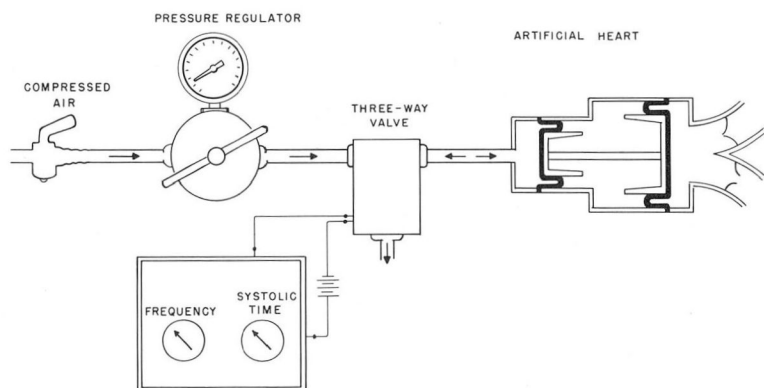 PRESSURE REGULATOR
ARTIFICIAL HEART
COMPRESSED
AIR
THREE-WAY
VALVE
FREQUENCY
SYSTOLIC
TIME